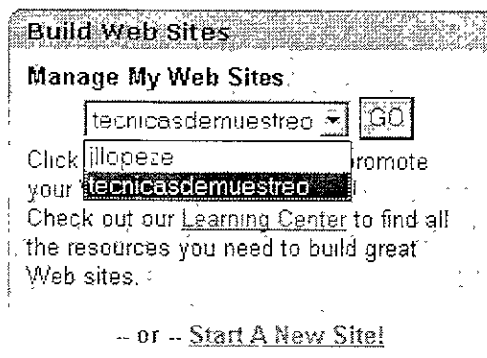 Build Web Sites
Manage My Web Sites
tecnicasdemuestreo GO
Click jllopeze promote
your tecnicasdemuestreo
Check out our Learning Center to find all
the resources you need to build great
Web sites.
-- or -- Start A New Site!